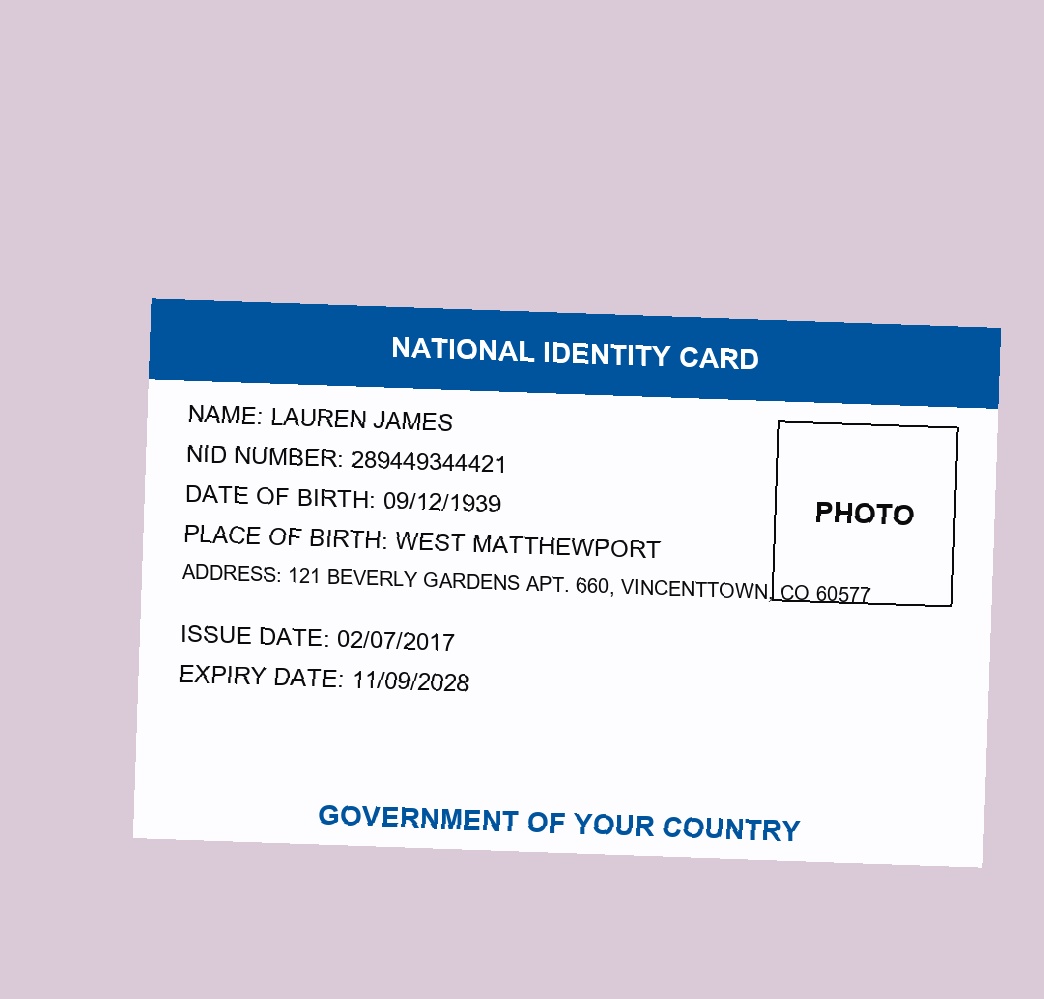 NATIONAL IDENTITY CARD
NAME: LAUREN JAMES
NID NUMBER: 289449344421
DATE OF BIRTH: 09/12/1939
PLACE OF BIRTH: WEST MATTHEWPORT
ADDRESS: 121 BEVERLY GARDENS APT. 660, VINCENTTOWN, CO 60577
PHOTO
ISSUE DATE: 02/07/2017
EXPIRY DATE: 11/09/2028
GOVERNMENT OF YOUR COUNTRY